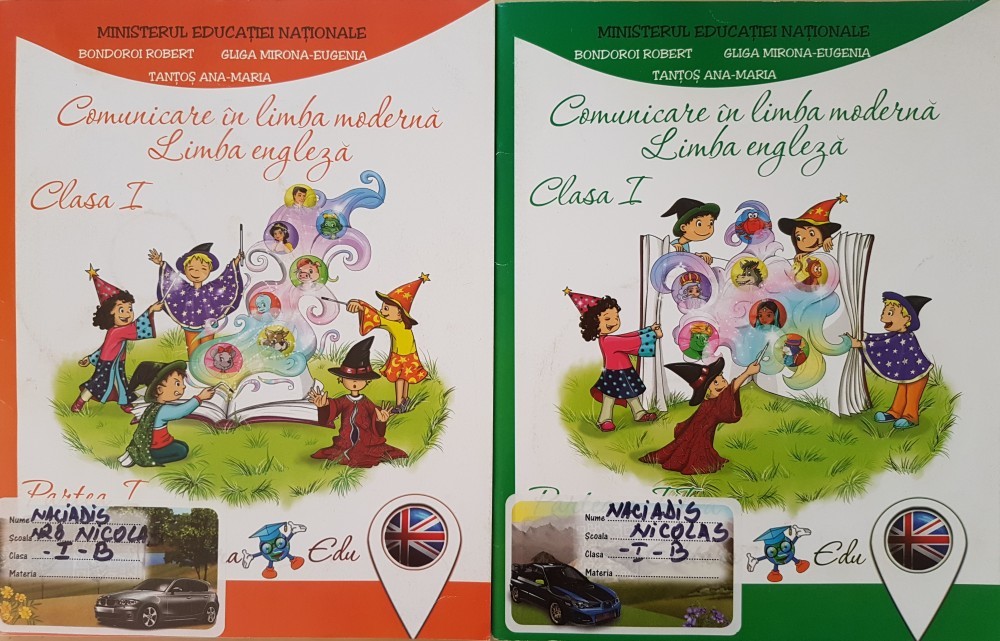 MINISTERUL EDUCAȚIEI NAȚIONALE
BONDOROI ROBERT GLIGA MIRONA-EUGENIA
TANȚOȘ ANA-MARIA
Comunicare în limba modernă
Limba engleză
Clasa I
Partea I
Nume NACIADIS
Școala N28 NICOLA
Clasa -I-B
Materia
a Edu
MINISTERUL EDUCAȚIEI NAȚIONALE
BONDOROI ROBERT GLIGA MIRONA-EUGENIA
TANȚOȘ ANA-MARIA
Comunicare în limba modernă
Limba engleză
Clasa I
Nume NACIADIS
Școala NICOLAS
Clasa -I-B
Materia
Edu